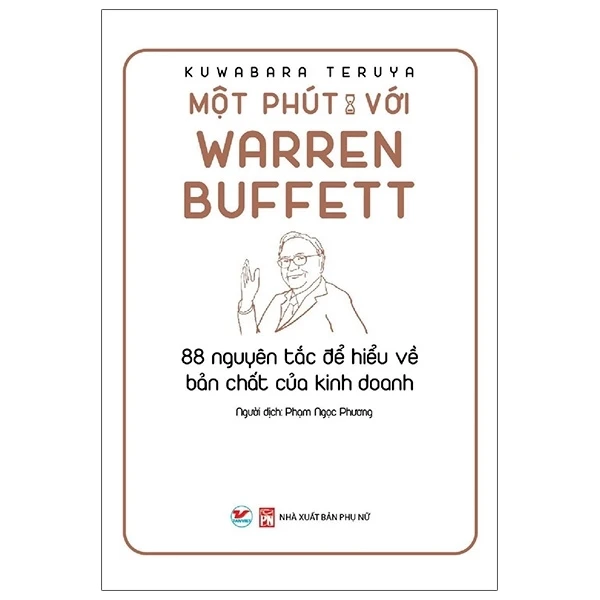 KUWABARA TERUYA
MỘT PHÚT VỚI
WARREN
BUFFETT
88 nguyên tắc để hiểu về
bản chất của kinh doanh
Người dịch: Phạm Ngọc Phương
PN
NHÀ XUẤT BẢN PHỤ NỮ